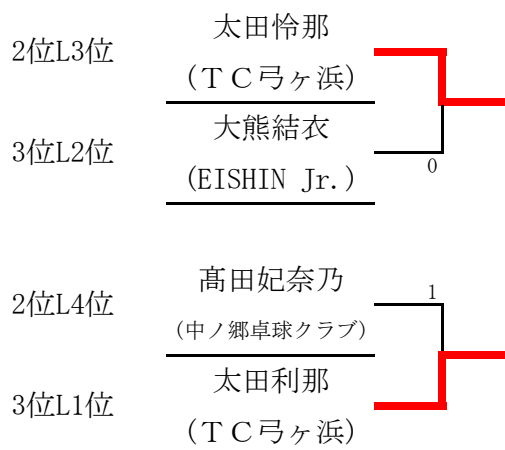 太田怜那
2位L3位
(ＴＣ弓ヶ浜)
大熊結衣
3位L2位
0
(EISHIN Jr.)
髙田妃奈乃
1
2位L4位
(中ノ郷卓球クラブ)
太田利那
3位L1位
(ＴＣ弓ヶ浜)